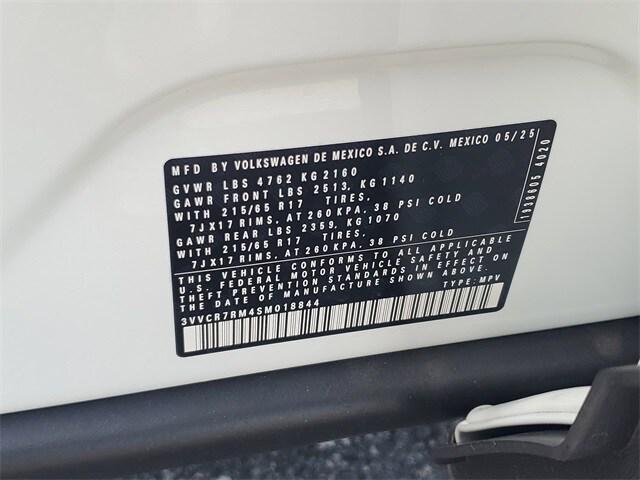 MFD BY VOLKSWAGEN DE MEXICO S.A. DE C.V. MEXICO 05/25
GVWR LBS 4762 KG 2160
GAWR FRONT LBS 2513, KG 1140
WITH 215/65 R17 TIRES,
7JX17 RIMS, AT 260 KPA, 38 PSI COLD
GAWR REAR LBS 2359, KG 1070
WITH 215/65 R17 TIRES.
7JX17 RIMS, AT 260 KPA, 38 PSI COLD
THIS VEHICLE CONFORMS TO ALL APPLICABLE
U.S. FEDERAL MOTOR VEHICLE SAFETY AND
THEFT PREVENTION STANDARDS IN EFFECT ON
THE DATE OF MANUFACTURE SHOWN ABOVE.
3VVCR7RM4SM018844 TYPE: MPV
1938605 4020